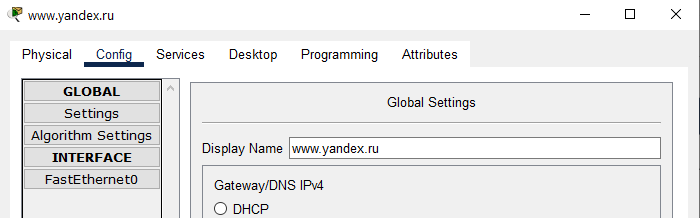 www.yandex.ru
Physical Config Services Desktop Programming Attributes
GLOBAL
Settings
Algorithm Settings
INTERFACE
FastEthernet0
Global Settings
Display Name www.yandex.ru
Gateway/DNS IPv4
DHCP